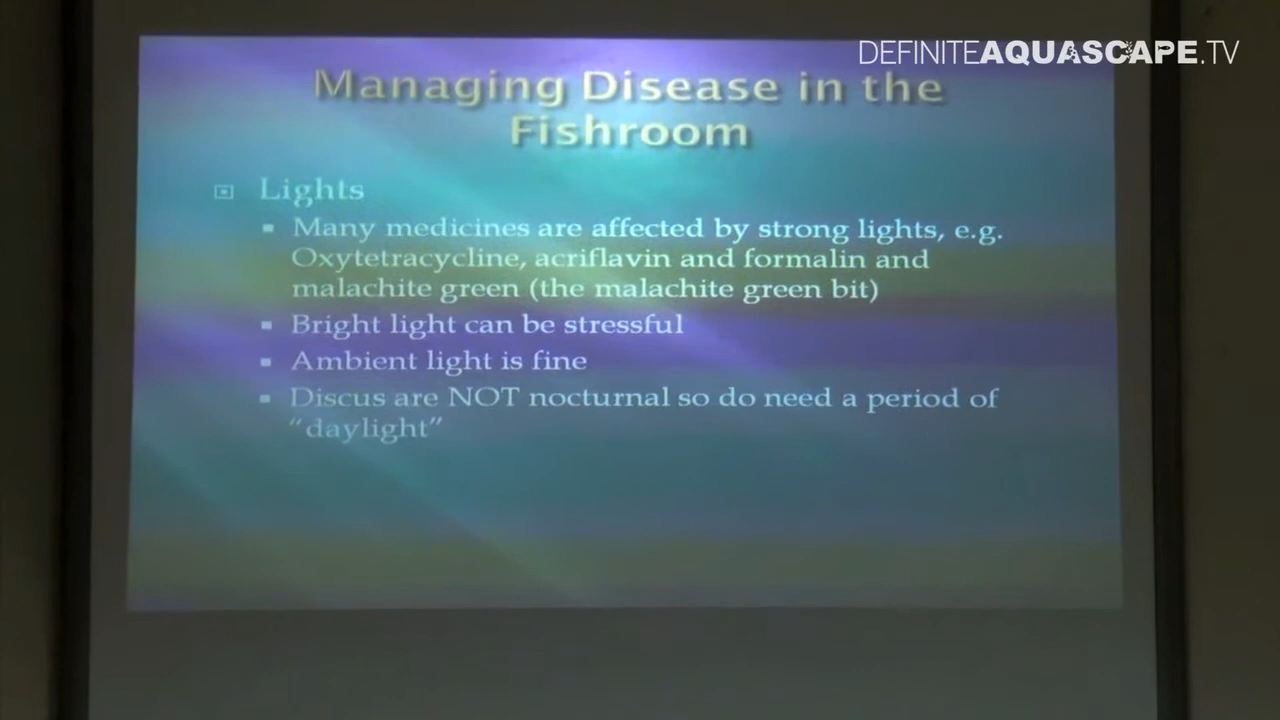 DEFINITEAQUASCAPE.TV
Managing Disease in the
Fishroom
Lights
Many medicines are affected by strong lights, e.g.
Oxytetracycline, acriflavin and formalin and
malachite green (the malachite green bit)
Bright light can be stressful
Ambient light is fine
Discus are NOT nocturnal so do need a period of
“daylight”